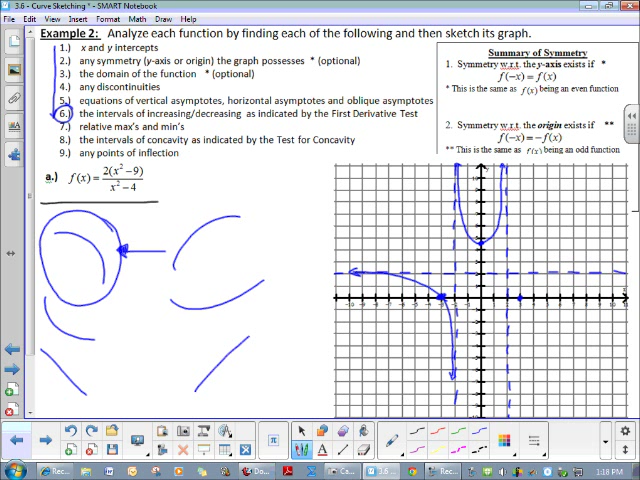 3.6 - Curve Sketching * - SMART Notebook
File Edit View Insert Format Draw Help
Example 2: Analyze each function by finding each of the following and then sketch its graph.
1.) x and y intercepts
2.) any symmetry (y-axis or origin) the graph possesses * (optional)
3.) the domain of the function * (optional)
4.) any discontinuities
5.) equations of vertical asymptotes, horizontal asymptotes and oblique asymptotes
6.) the intervals of increasing/decreasing as indicated by the First Derivative Test
7.) relative max's and min's
8.) the intervals of concavity as indicated by the Test for Concavity
9.) any points of inflection
Summary of Symmetry
1. Symmetry w.r.t. the y-axis exists if *
f(-x) = f(x)
* This is the same as f(x) being an even function
2. Symmetry w.r.t. the origin exists if **
f(-x) = -f(x)
** This is the same as f(x) being an odd function
a.) f(x) = 2(x² - 9) / x² - 4
Rec...
Do...
Ca...
3.6 ...
Rec...
1:18 PM